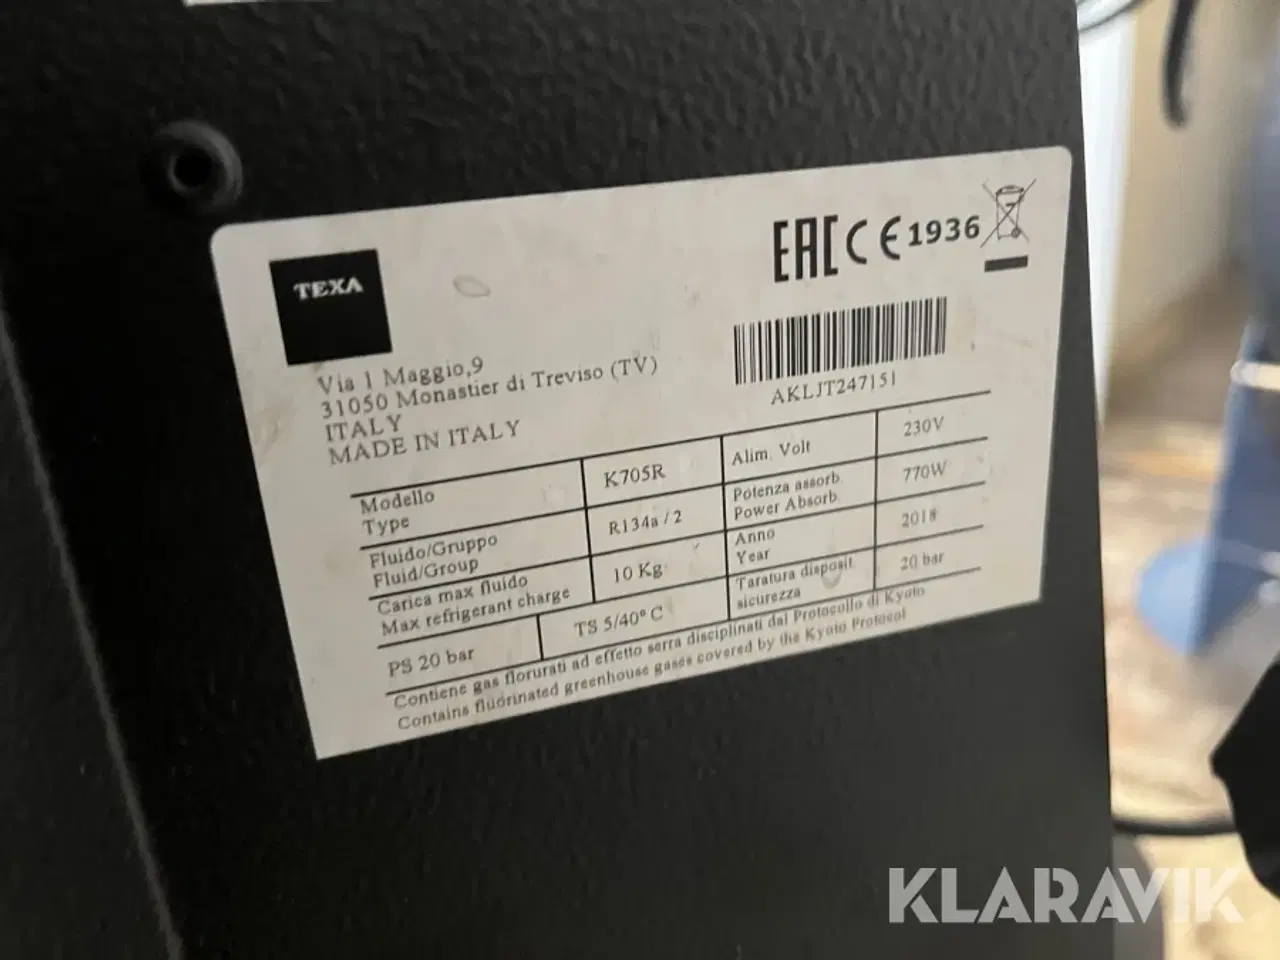 TEXA
EAC CE 1936
Via 1 Maggio,9
31050 Monastier di Treviso (TV)
ITALY
MADE IN ITALY
AKLJT247151
Modello
Type
K705R
Alim. Volt
230V
Fluido/Gruppo
Fluid/Group
R134a / 2
Potenza assorb.
Power Absorb.
770W
Carica max fluido
Max refrigerant charge
10 Kg
Anno
Year
2018
PS 20 bar
TS 5/40° C
Taratura disposit.
sicurezza
20 bar
Contiene gas florurati ad effetto serra disciplinati dal Protocollo di Kyoto
Contains fluorinated greenhouse gases covered by the Kyoto Protocol
KLARAVIK